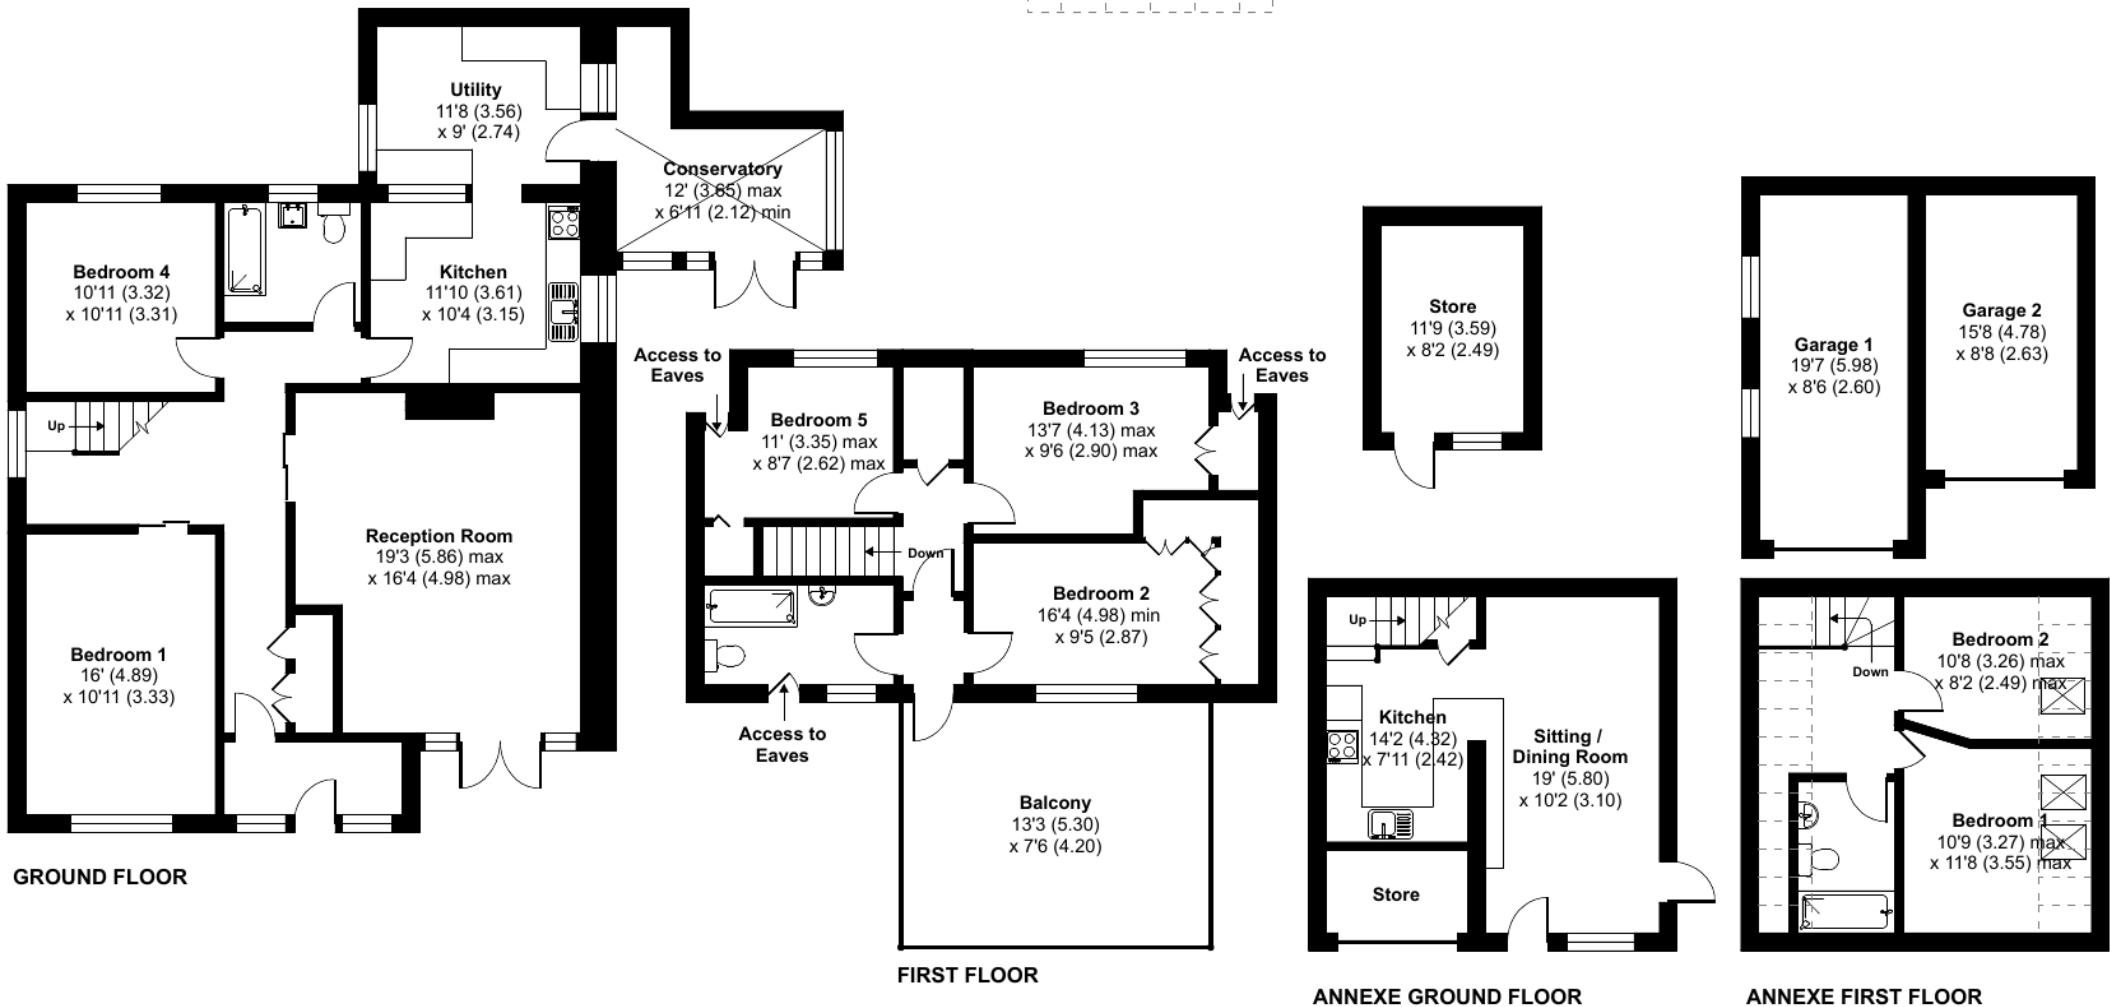 Utility
11'8 (3.56)
x 9' (2.74)
Conservatory
12' (3.65) max
x 6'11 (2.12) min
Bedroom 4
10'11 (3.32)
x 10'11 (3.31)
Kitchen
11'10 (3.61)
x 10'4 (3.15)
Up
Reception Room
19'3 (5.86) max
x 16'4 (4.98) max
Bedroom 1
16' (4.89)
x 10'11 (3.33)
GROUND FLOOR
Access to
Eaves
Access to
Eaves
Bedroom 5
11' (3.35) max
x 8'7 (2.62) max
Bedroom 3
13'7 (4.13) max
x 9'6 (2.90) max
Down
Bedroom 2
16'4 (4.98) min
x 9'5 (2.87)
Access to
Eaves
Balcony
13'3 (5.30)
x 7'6 (4.20)
FIRST FLOOR
Store
11'9 (3.59)
x 8'2 (2.49)
Garage 1
19'7 (5.98)
x 8'6 (2.60)
Garage 2
15'8 (4.78)
x 8'8 (2.63)
Up
Kitchen
14'2 (4.32)
x 7'11 (2.42)
Sitting /
Dining Room
19' (5.80)
x 10'2 (3.10)
Store
ANNEXE GROUND FLOOR
Down
Bedroom 2
10'8 (3.26) max
x 8'2 (2.49) max
Bedroom 1
10'9 (3.27) max
x 11'8 (3.55) max
ANNEXE FIRST FLOOR